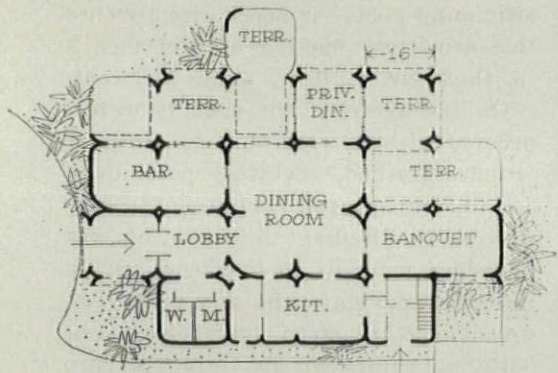 TERR.
16
TERR.
PRIV.
DIN.
TERR.
BAR
TERR.
DINING
ROOM
LOBBY
BANQUET
W.
M.
KIT.